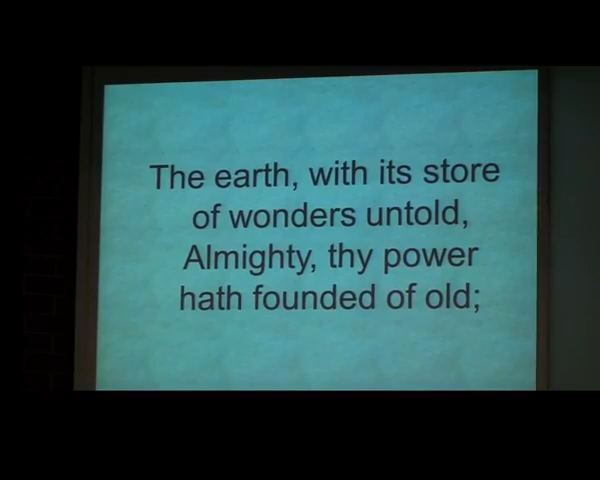 The earth, with its store
of wonders untold,
Almighty, thy power
hath founded of old;